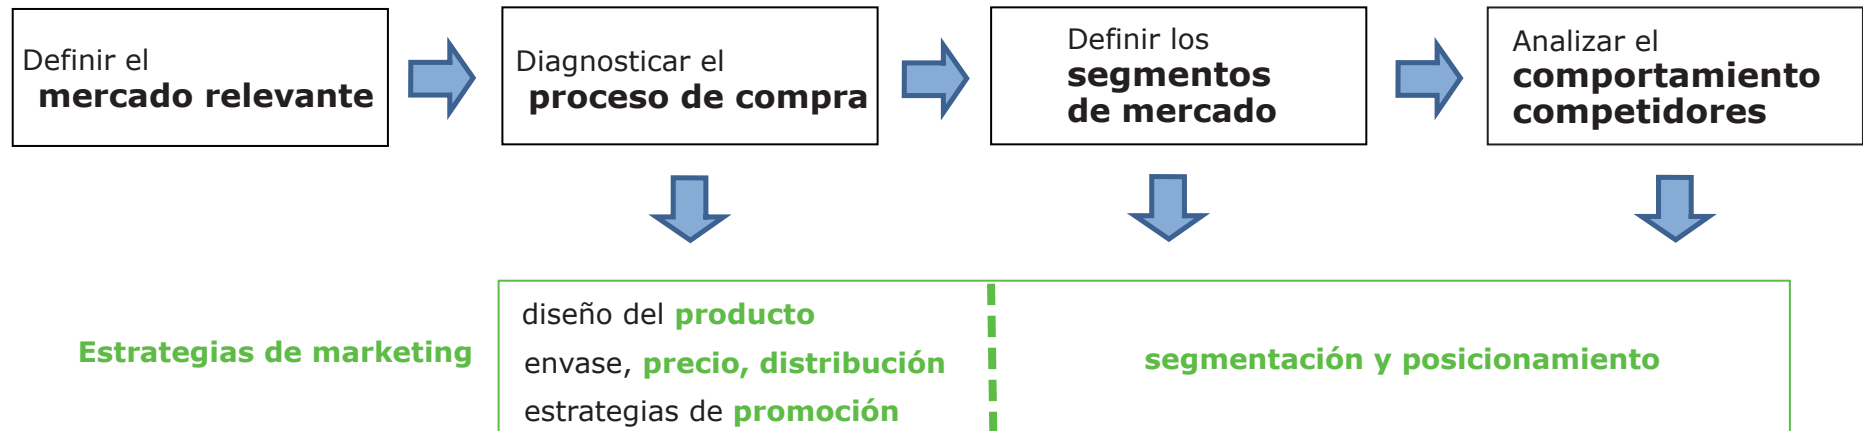 Definir el
mercado relevante
Diagnosticar el
proceso de compra
Definir los
segmentos
de mercado
Analizar el
comportamiento
competidores
Estrategias de marketing
diseño del producto
envase, precio, distribución
estrategias de promoción
segmentación y posicionamiento